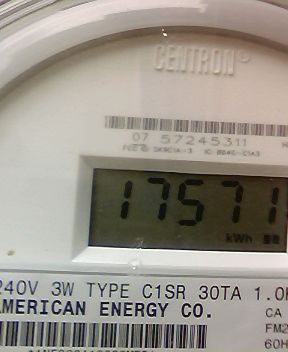 CENTRON
07 57245311
17571
kWh
240V 3W TYPE C1SR 30TA 1.0
AMERICAN ENERGY CO.
CA
FM2
60H